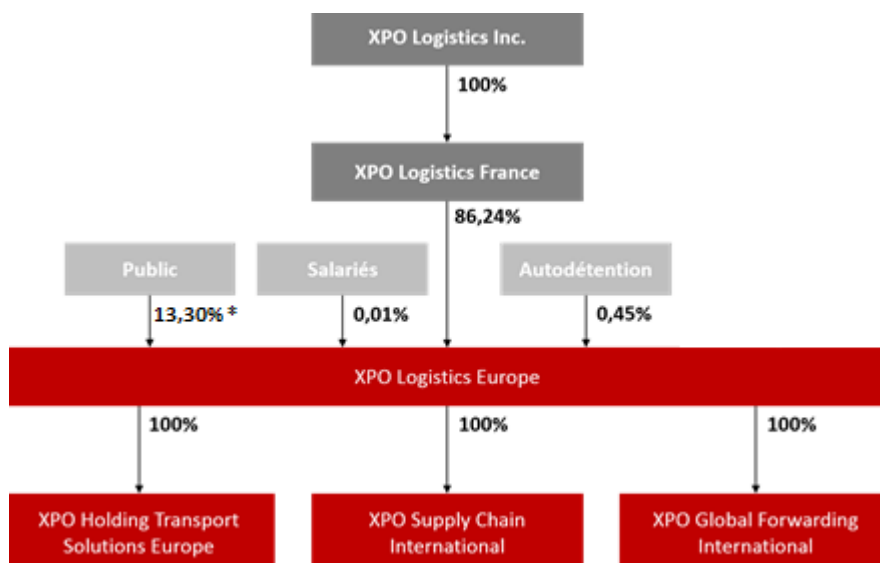 XPO Logistics Inc.
100%
XPO Logistics France
86,24%
Public
Salariés
Autodétention
13,30% *
0,01%
0,45%
XPO Logistics Europe
100%
100%
100%
XPO Holding Transport
Solutions Europe
XPO Supply Chain
International
XPO Global Forwarding
International